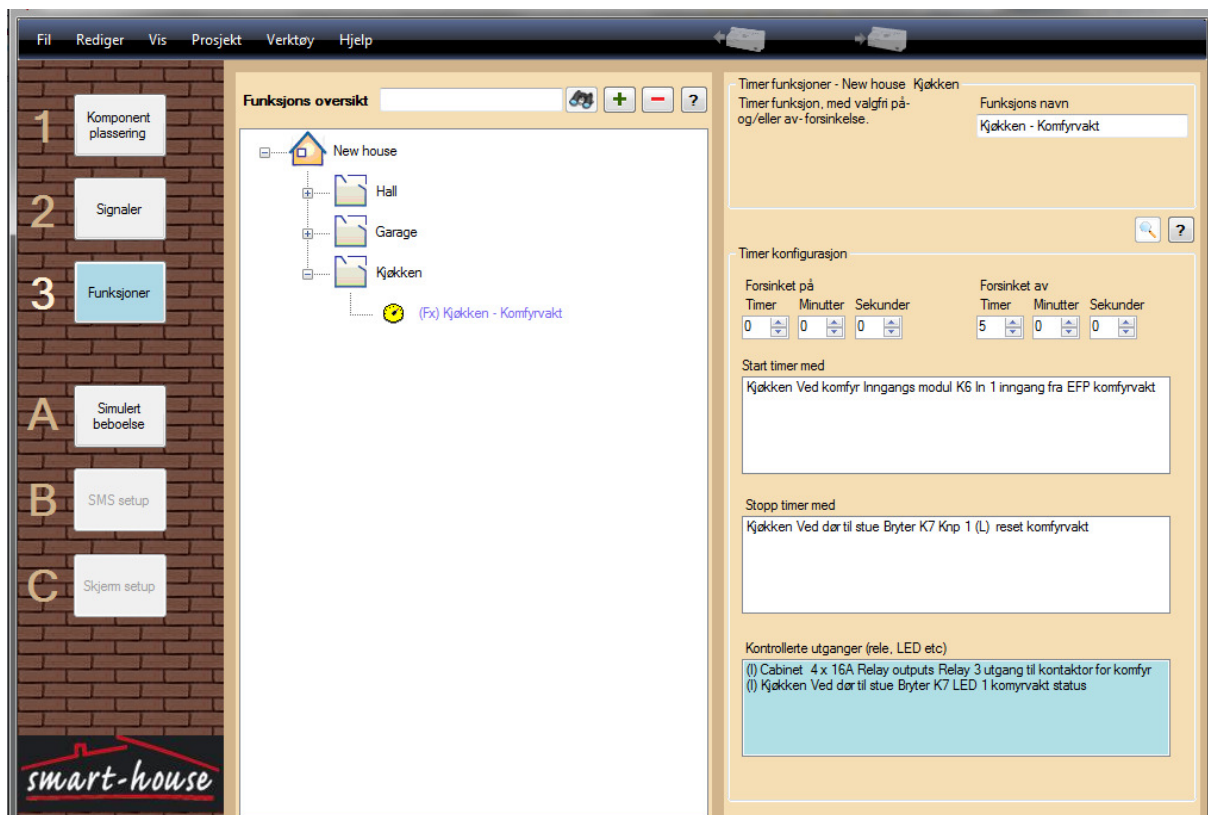 Fil Rediger Vis Prosjekt Verktøy Hjelp
1 Komponent plassering
2 Signaler
3 Funksjoner
A Simulert beboelse
B SMS setup
C Skjerm setup
smart-house
Funksjons oversikt
+ − ?
New house
Hall
Garage
Kjøkken
(Fx) Kjøkken - Komfyrvakt
Timer funksjoner - New house Kjøkken
Timer funksjon, med valgfri på-
og/eller av- forsinkelse.
Funksjons navn
Kjøkken - Komfyrvakt
?
Timer konfigurasjon
Forsinket på
Timer Minutter Sekunder
0 0 0
Forsinket av
Timer Minutter Sekunder
5 0 0
Start timer med
Kjøkken Ved komfyr Inngangs modul K6 In 1 inngang fra EFP komfyrvakt
Stopp timer med
Kjøkken Ved dør til stue Bryter K7 Knp 1 (L) reset komfyrvakt
Kontrollerte utganger (rele, LED etc)
(I) Cabinet 4 x 16A Relay outputs Relay 3 utgang til kontaktor for komfyr
(I) Kjøkken Ved dør til stue Bryter K7 LED 1 komyrvakt status